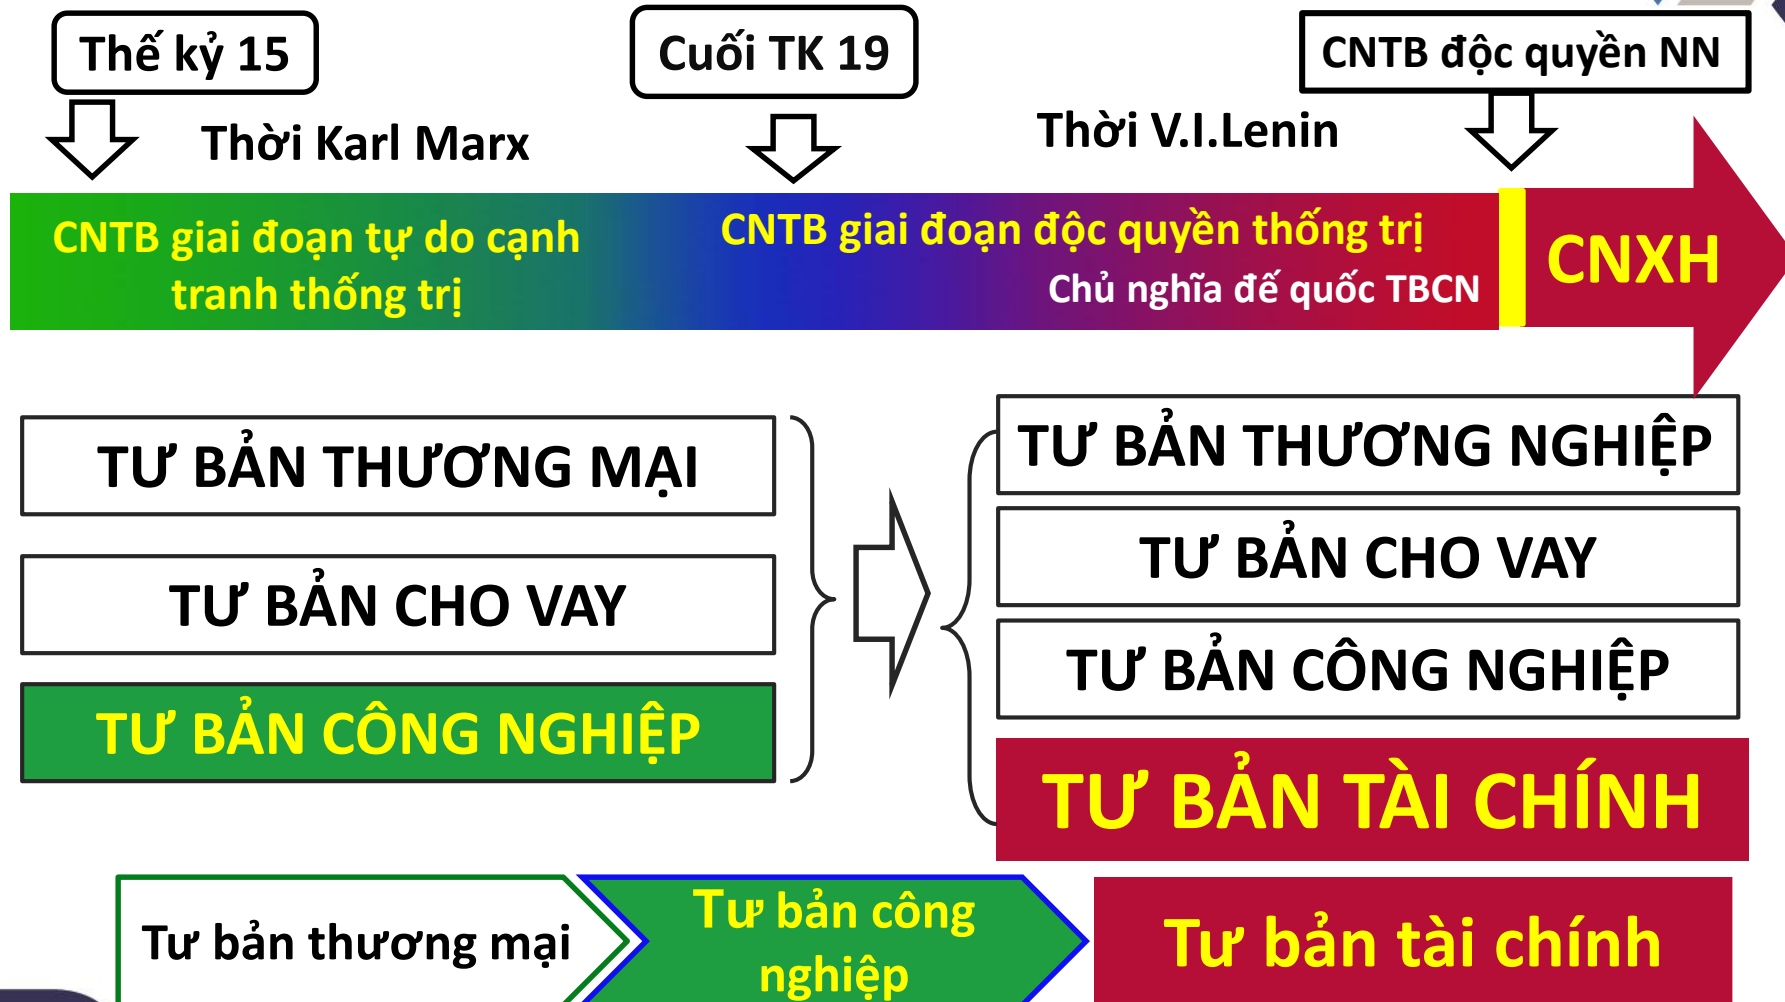 Thế kỷ 15
Cuối TK 19
CNTB độc quyền NN
Thời Karl Marx
Thời V.I.Lenin
CNTB giai đoạn tự do cạnh
tranh thống trị
CNTB giai đoạn độc quyền thống trị
Chủ nghĩa đế quốc TBCN
CNXH
TƯ BẢN THƯƠNG MẠI
TƯ BẢN CHO VAY
TƯ BẢN CÔNG NGHIỆP
TƯ BẢN THƯƠNG NGHIỆP
TƯ BẢN CHO VAY
TƯ BẢN CÔNG NGHIỆP
TƯ BẢN TÀI CHÍNH
Tư bản thương mại
Tư bản công
nghiệp
Tư bản tài chính